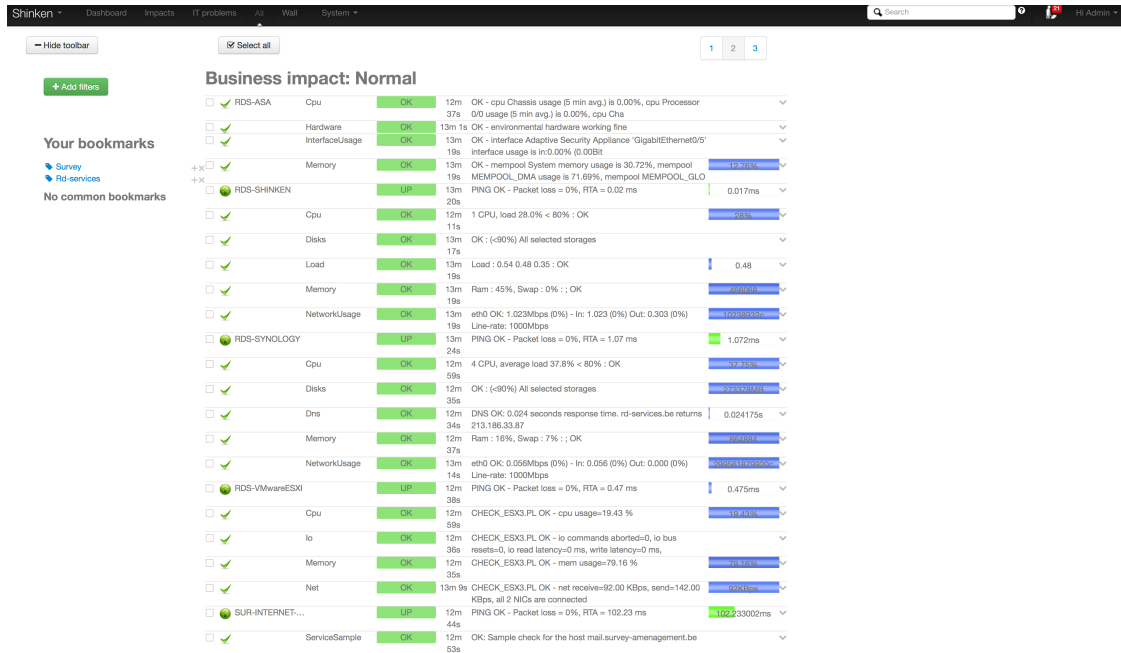 Shinken Dashboard Impacts IT problems All Wall System Search 21 Hi Admin
Hide toolbar Select all 1 2 3
Add filters
Business impact: Normal
Your bookmarks
Survey
Rd-services
No common bookmarks
RDS-ASA Cpu OK 12m OK - cpu Chassis usage (5 min avg.) is 0.00%, cpu Processor
37s 0/0 usage (5 min avg.) is 0.00%, cpu Cha
Hardware OK 13m 1s OK - environmental hardware working fine
InterfaceUsage OK 13m OK - interface Adaptive Security Appliance 'GigabitEthernet0/5'
19s interface usage is in:0.00% (0.00Bit
Memory OK 13m OK - mempool System memory usage is 30.72%, mempool 12.76%
19s MEMPOOL_DMA usage is 71.69%, mempool MEMPOOL_GLO
RDS-SHINKEN UP 13m PING OK - Packet loss = 0%, RTA = 0.02 ms 0.017ms
20s
Cpu OK 12m 1 CPU, load 28.0% < 80% : OK 28%
11s
Disks OK 13m OK : (<90%) All selected storages
17s
Load OK 13m Load : 0.54 0.48 0.35 : OK 0.48
19s
Memory OK 13m Ram : 45%, Swap : 0% : ; OK
19s
NetworkUsage OK 13m eth0 OK: 1.023Mbps (0%) - In: 1.023 (0%) Out: 0.303 (0%)
19s Line-rate: 1000Mbps
RDS-SYNOLOGY UP 13m PING OK - Packet loss = 0%, RTA = 1.07 ms 1.072ms
24s
Cpu OK 12m 4 CPU, average load 37.8% < 80% : OK 37.75%
59s
Disks OK 12m OK : (<90%) All selected storages
35s
Dns OK 12m DNS OK: 0.024 seconds response time. rd-services.be returns 0.024175s
34s 213.186.33.87
Memory OK 12m Ram : 16%, Swap : 7% : ; OK
37s
NetworkUsage OK 13m eth0 OK: 0.056Mbps (0%) - In: 0.056 (0%) Out: 0.000 (0%)
14s Line-rate: 1000Mbps
RDS-VMwareESXI UP 12m PING OK - Packet loss = 0%, RTA = 0.47 ms 0.475ms
38s
Cpu OK 12m CHECK_ESX3.PL OK - cpu usage=19.43 % 19.43%
59s
Io OK 12m CHECK_ESX3.PL OK - io commands aborted=0, io bus
36s resets=0, io read latency=0 ms, write latency=0 ms,
Memory OK 12m CHECK_ESX3.PL OK - mem usage=79.16 % 79.16%
35s
Net OK 13m 9s CHECK_ESX3.PL OK - net receive=92.00 KBps, send=142.00 92KBps
KBps, all 2 NICs are connected
SUR-INTERNET-... UP 12m PING OK - Packet loss = 0%, RTA = 102.23 ms 102.233002ms
44s
ServiceSample OK 12m OK: Sample check for the host mail.survey-amenagement.be
53s